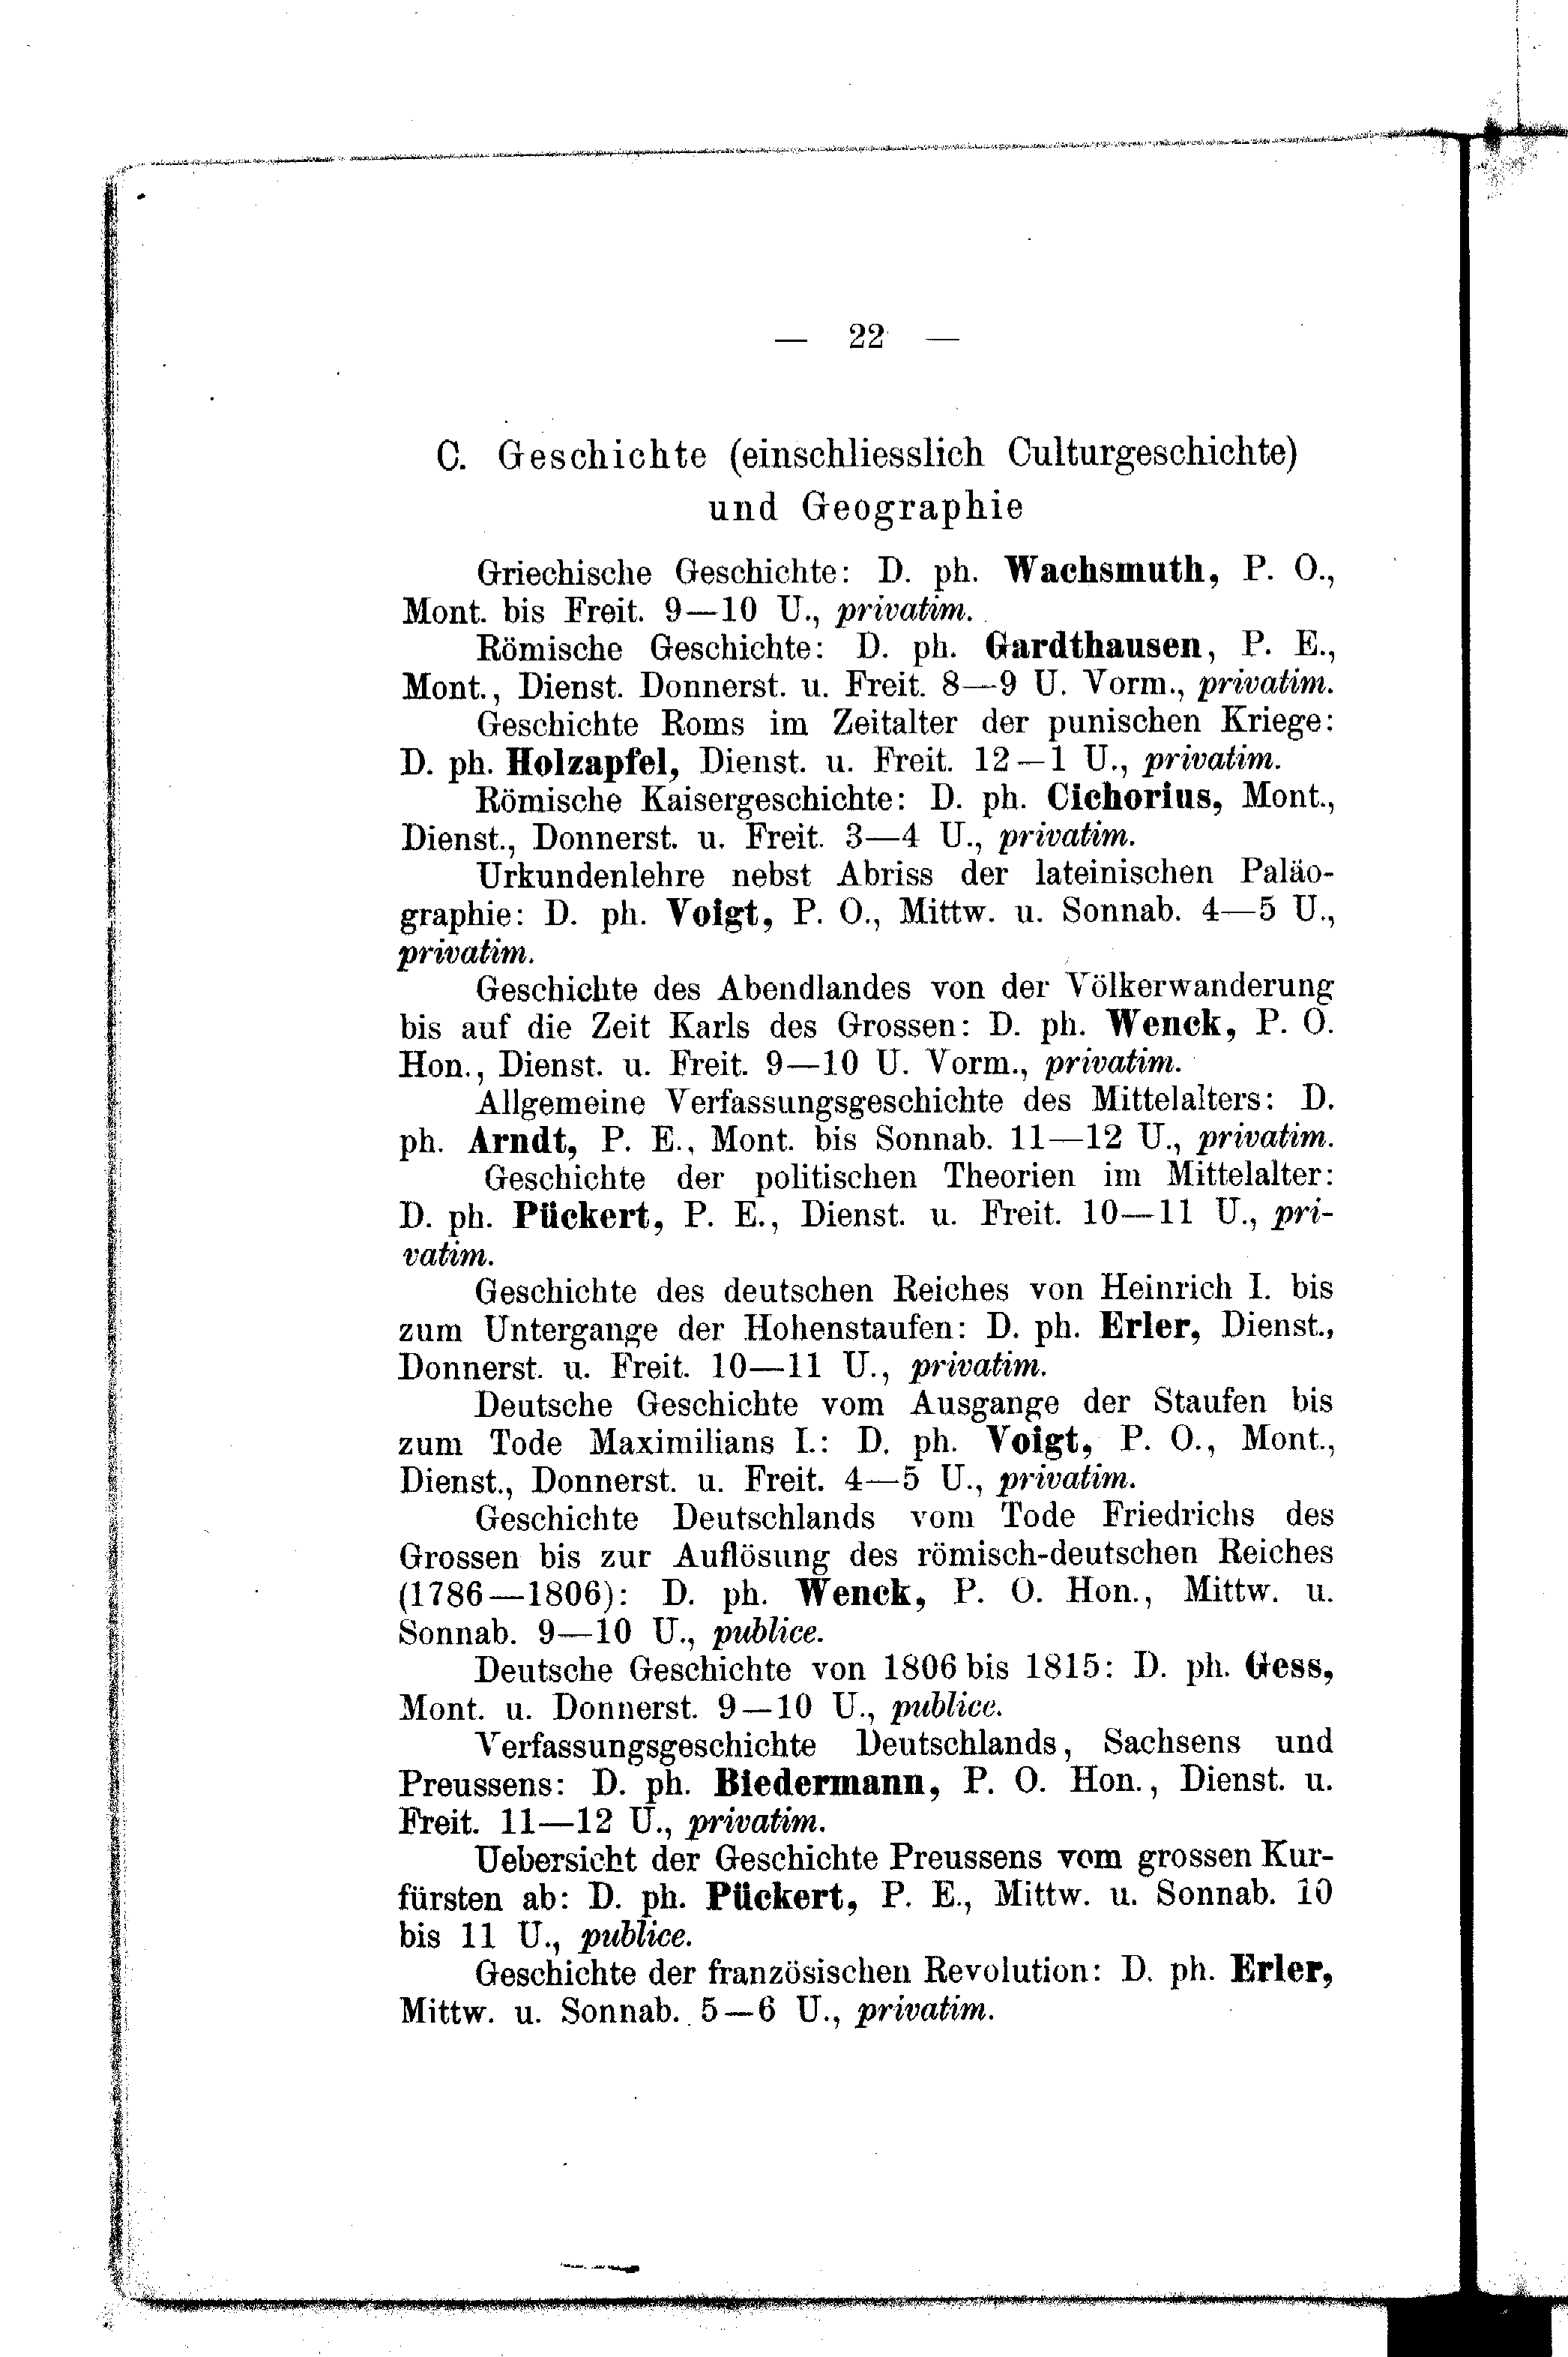 — 22 —
C. Geschichte (einschliesslich Culturgeschichte)
und Geographie
Griechische Geschichte: D. ph. Wachsmuth, P. O.,
Mont. bis Freit. 9—10 U., privatim.
Römische Geschichte: D. ph. Gardthausen, P. E.,
Mont., Dienst. Donnerst. u. Freit. 8—9 U. Vorm., privatim.
Geschichte Roms im Zeitalter der punischen Kriege:
D. ph. Holzapfel, Dienst. u. Freit. 12—1 U., privatim.
Römische Kaisergeschichte: D. ph. Cichorius, Mont.,
Dienst., Donnerst. u. Freit. 3—4 U., privatim.
Urkundenlehre nebst Abriss der lateinischen Paläo-
graphie: D. ph. Voigt, P. O., Mittw. u. Sonnab. 4—5 U.,
privatim.
Geschichte des Abendlandes von der Völkerwanderung
bis auf die Zeit Karls des Grossen: D. ph. Wenck, P. O.
Hon., Dienst. u. Freit. 9—10 U. Vorm., privatim.
Allgemeine Verfassungsgeschichte des Mittelalters: D.
ph. Arndt, P. E., Mont. bis Sonnab. 11—12 U., privatim.
Geschichte der politischen Theorien im Mittelalter:
D. ph. Pückert, P. E., Dienst. u. Freit. 10—11 U., pri-
vatim.
Geschichte des deutschen Reiches von Heinrich I. bis
zum Untergange der Hohenstaufen: D. ph. Erler, Dienst.,
Donnerst. u. Freit. 10—11 U., privatim.
Deutsche Geschichte vom Ausgange der Staufen bis
zum Tode Maximilians I.: D. ph. Voigt, P. O., Mont.,
Dienst., Donnerst. u. Freit. 4—5 U., privatim.
Geschichte Deutschlands vom Tode Friedrichs des
Grossen bis zur Auflösung des römisch-deutschen Reiches
(1786—1806): D. ph. Wenck, P. O. Hon., Mittw. u.
Sonnab. 9—10 U., publice.
Deutsche Geschichte von 1806 bis 1815: D. ph. Gess,
Mont. u. Donnerst. 9—10 U., publice.
Verfassungsgeschichte Deutschlands, Sachsens und
Preussens: D. ph. Biedermann, P. O. Hon., Dienst. u.
Freit. 11—12 U., privatim.
Uebersicht der Geschichte Preussens vom grossen Kur-
fürsten ab: D. ph. Pückert, P. E., Mittw. u. Sonnab. 10
bis 11 U., publice.
Geschichte der französischen Revolution: D. ph. Erler,
Mittw. u. Sonnab. 5—6 U., privatim.